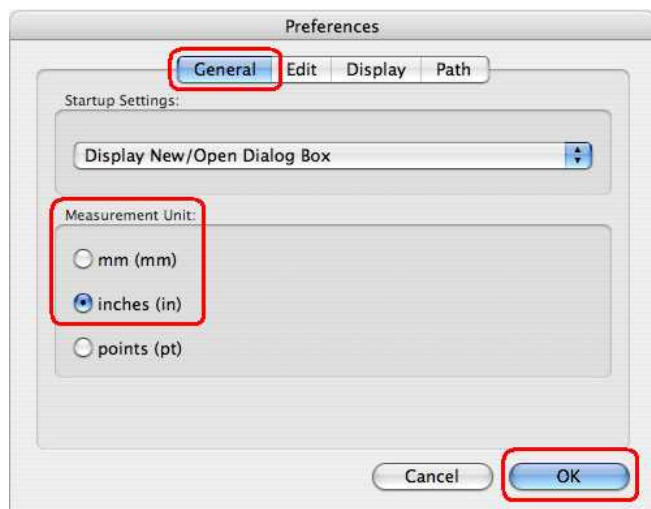 Preferences
General Edit Display Path
Startup Settings:
Display New/Open Dialog Box
Measurement Unit:
mm (mm)
inches (in)
points (pt)
Cancel OK